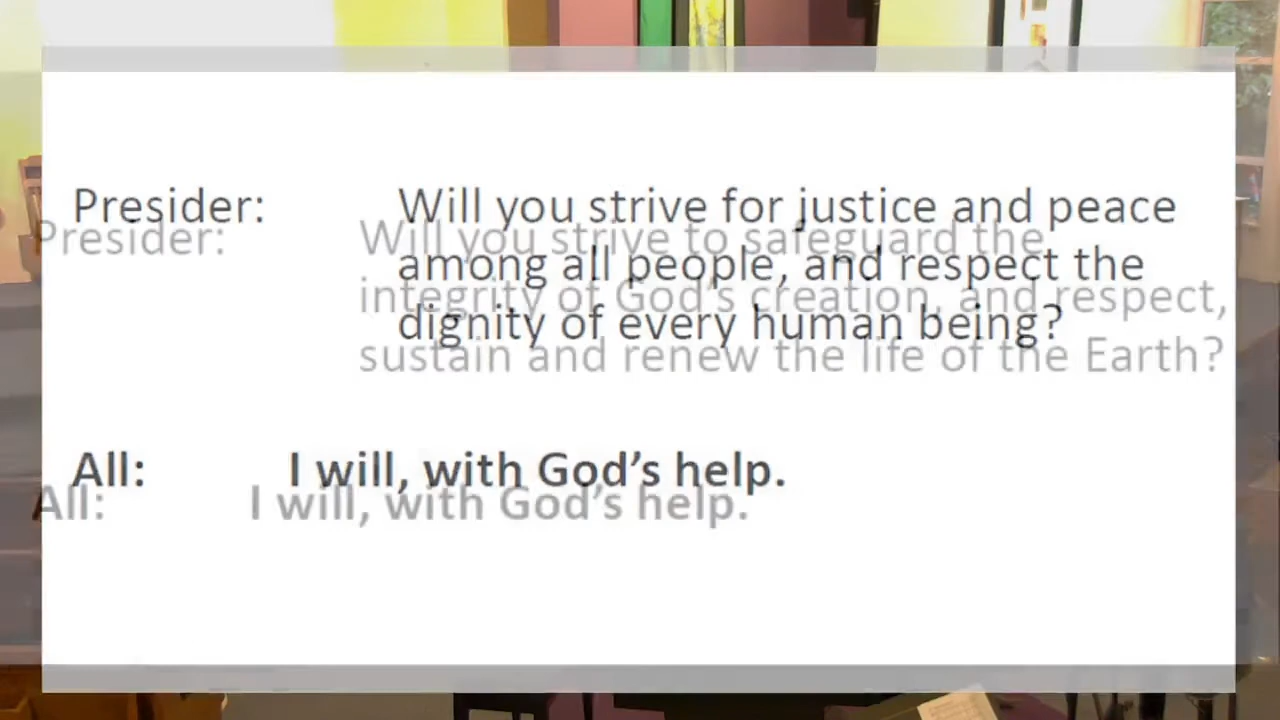 Presider: Will you strive for justice and peace
among all people, and respect the
dignity of every human being?
All: I will, with God's help.
Presider: Will you strive to safeguard the
integrity of God's creation, and respect,
sustain and renew the life of the Earth?
All: I will, with God's help.